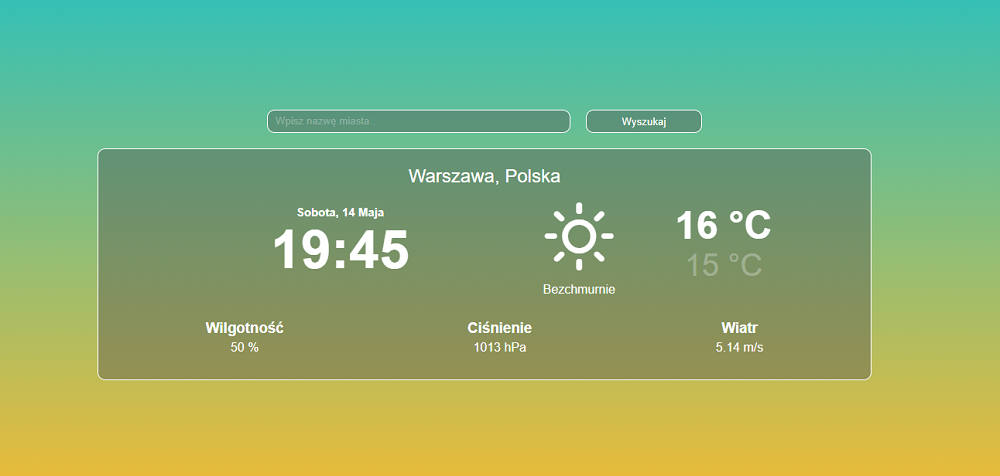 Wpisz nazwę miasta...
Wyszukaj
Warszawa, Polska
Sobota, 14 Maja
19:45
Bezchmurnie
16 °C
15 °C
Wilgotność
50 %
Ciśnienie
1013 hPa
Wiatr
5.14 m/s